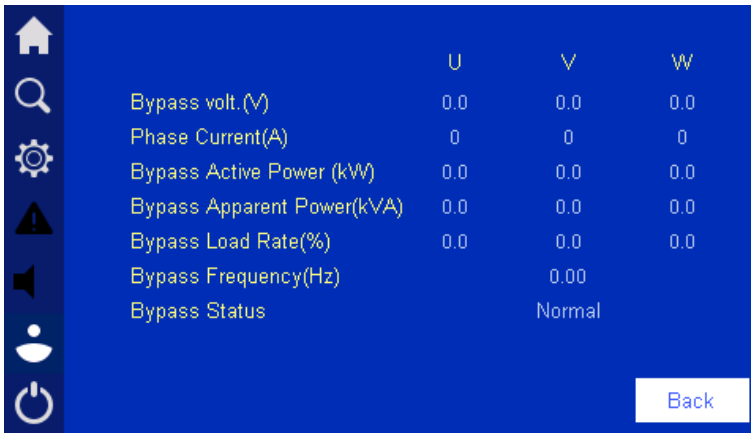 U V W
Bypass volt.(V) 0.0 0.0 0.0
Phase Current(A) 0 0 0
Bypass Active Power (kW) 0.0 0.0 0.0
Bypass Apparent Power(kVA) 0.0 0.0 0.0
Bypass Load Rate(%) 0.0 0.0 0.0
Bypass Frequency(Hz) 0.00
Bypass Status Normal
Back